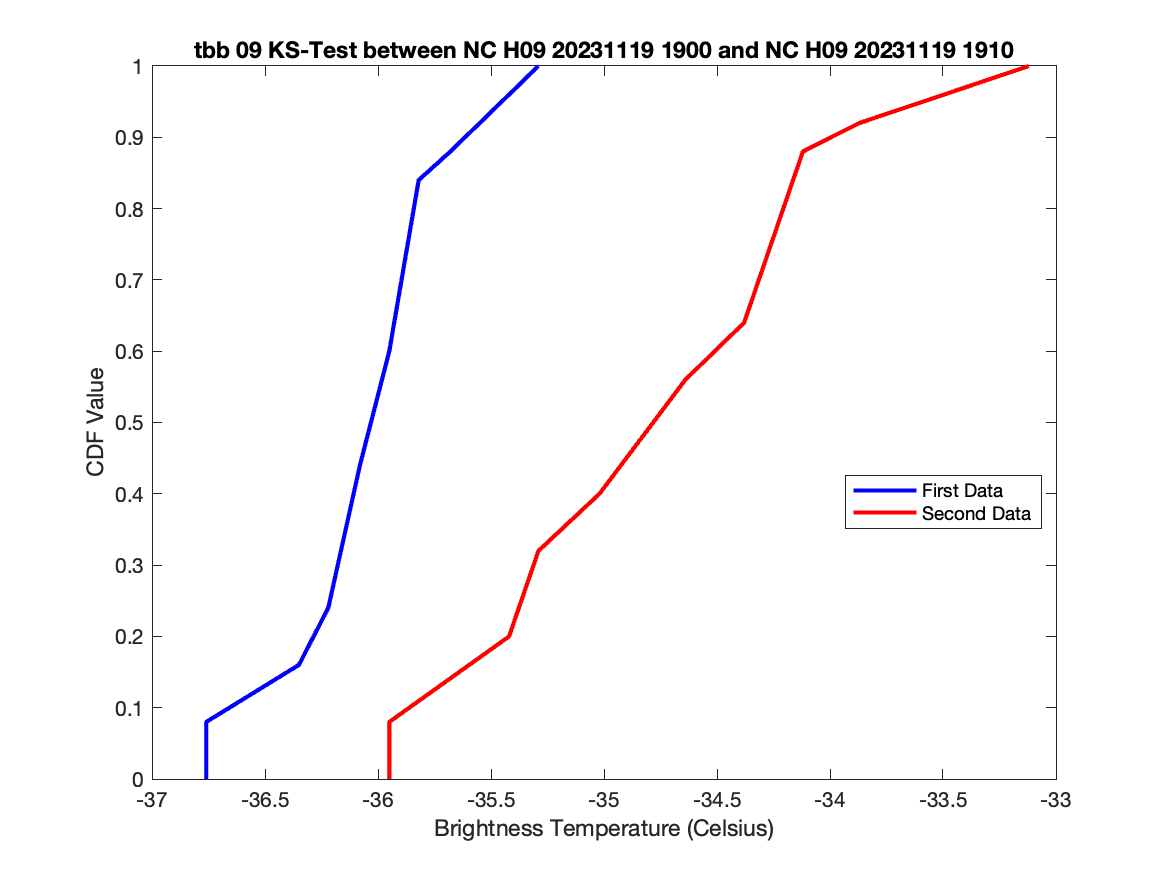 tbb 09 KS-Test between NC H09 20231119 1900 and NC H09 20231119 1910
1
0.9
0.8
0.7
0.6
0.5
0.4
0.3
0.2
0.1
0
CDF Value
First Data
Second Data
-37 -36.5 -36 -35.5 -35 -34.5 -34 -33.5 -33
Brightness Temperature (Celsius)